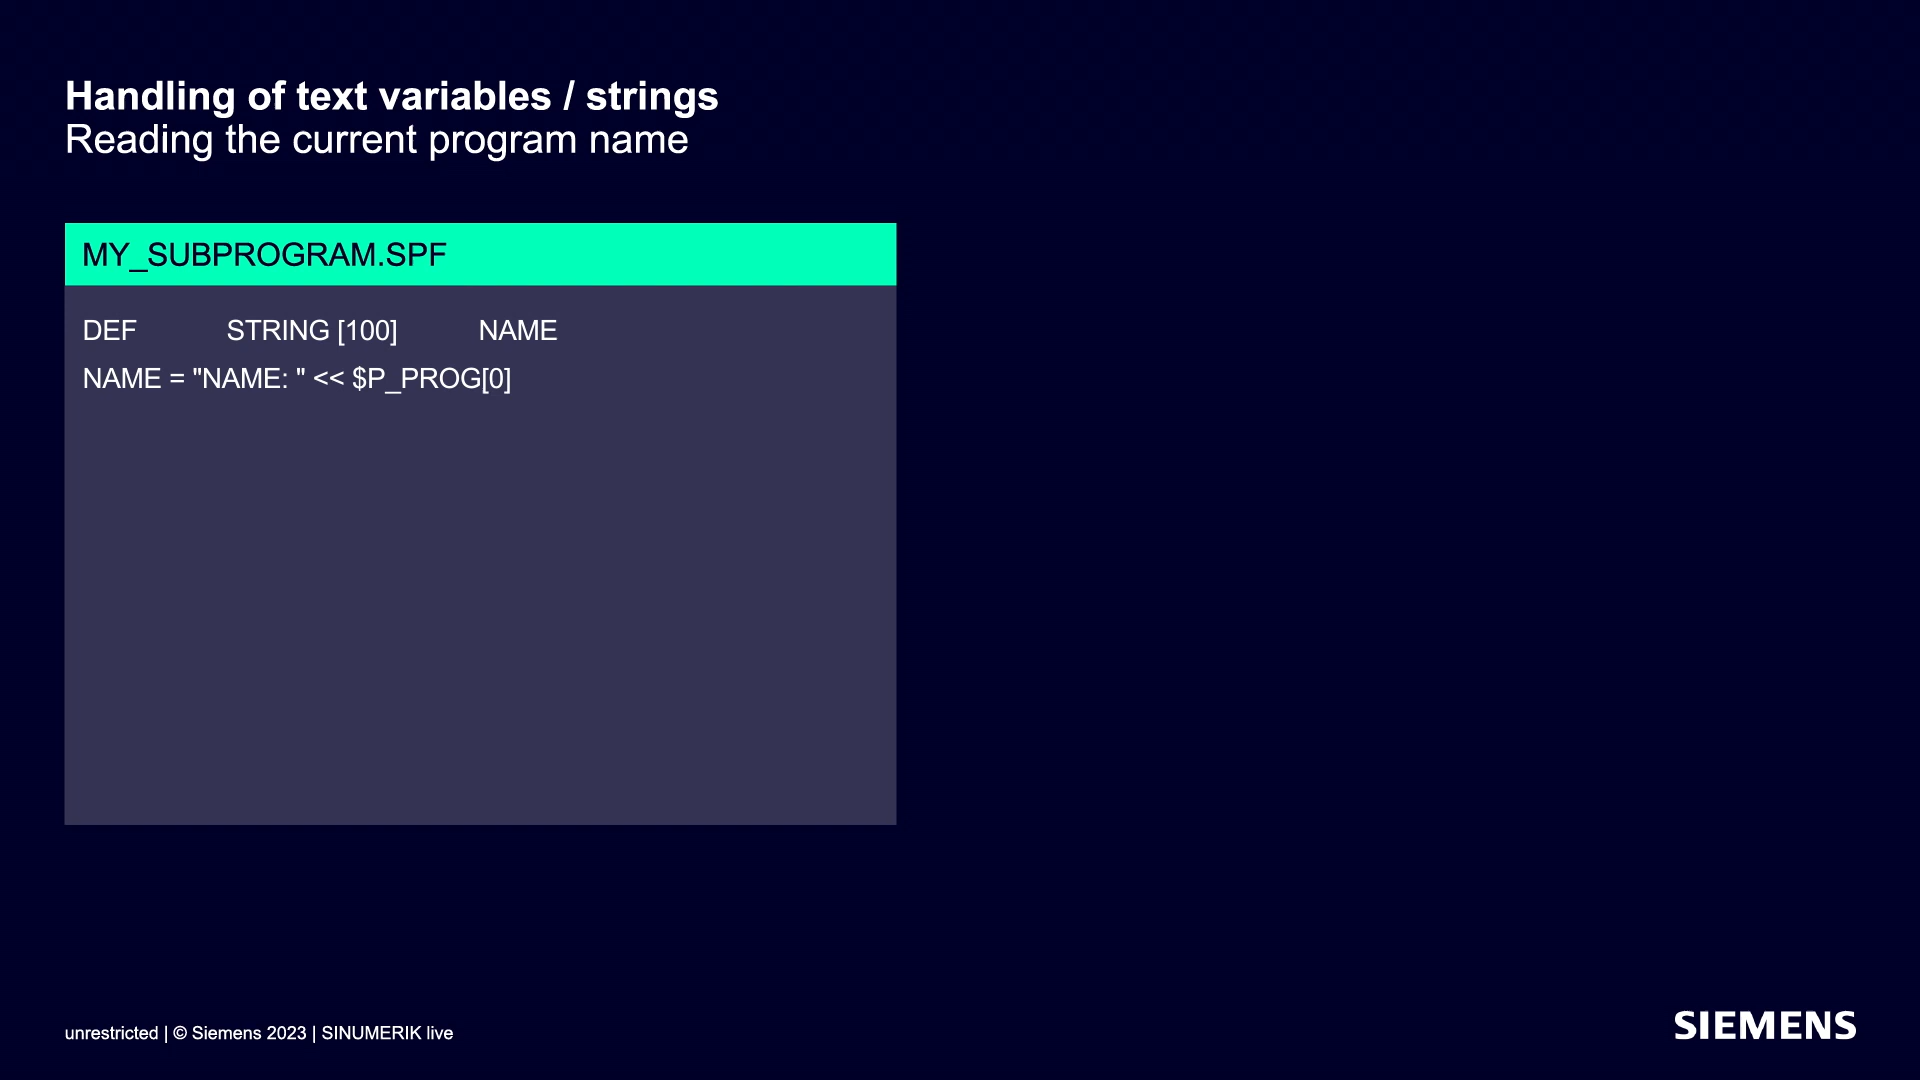 Handling of text variables / strings
Reading the current program name
MY_SUBPROGRAM.SPF
DEF STRING [100] NAME
NAME = "NAME: " << $P_PROG[0]
unrestricted | © Siemens 2023 | SINUMERIK live
SIEMENS